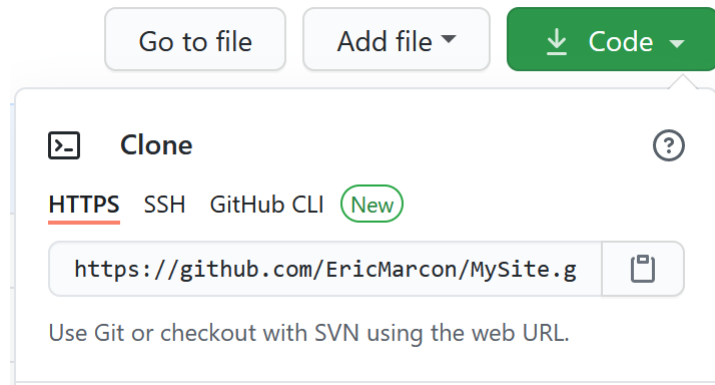 Go to file Add file Code
Clone
HTTPS SSH GitHub CLI New
https://github.com/EricMarcon/MySite.g
Use Git or checkout with SVN using the web URL.